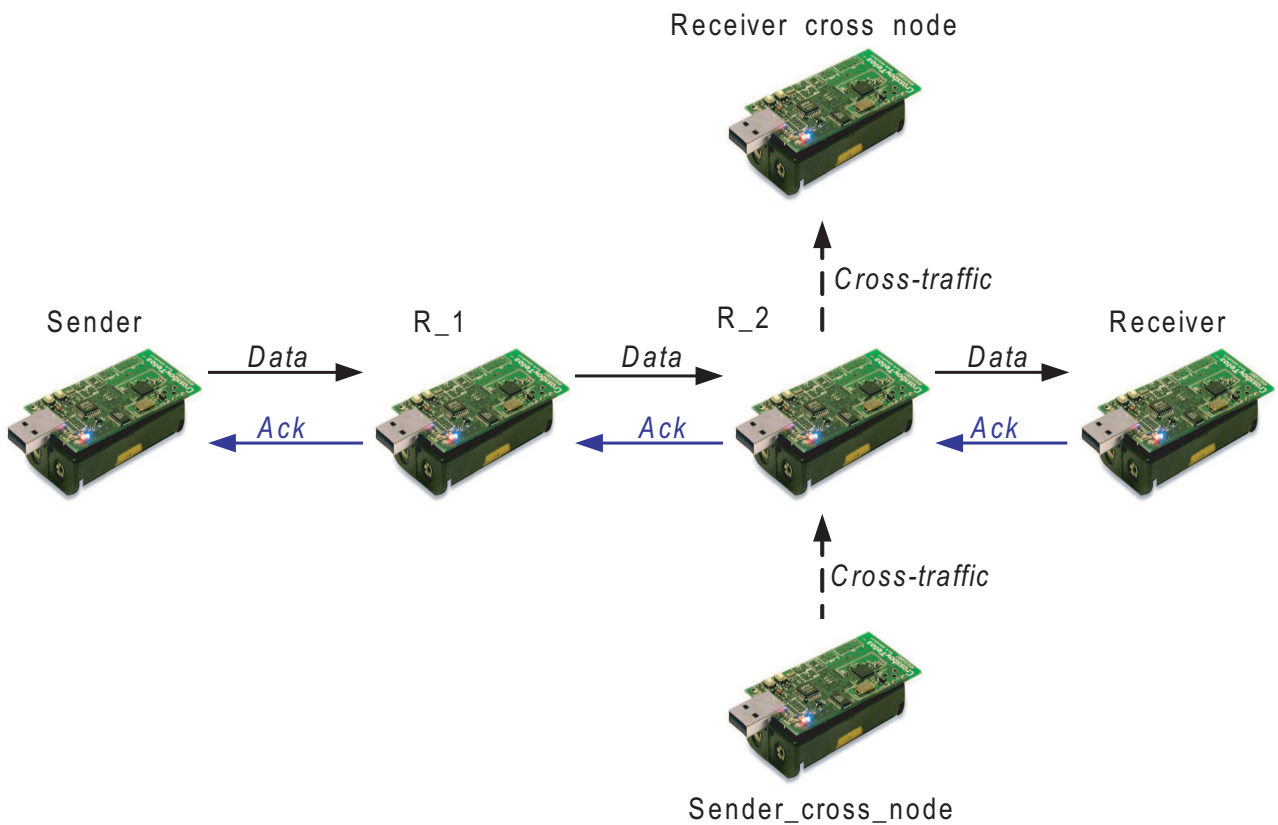 Receiver cross node
Cross-traffic
Sender
R_1
R_2
Receiver
Data
Data
Data
Ack
Ack
Ack
Cross-traffic
Sender_cross_node